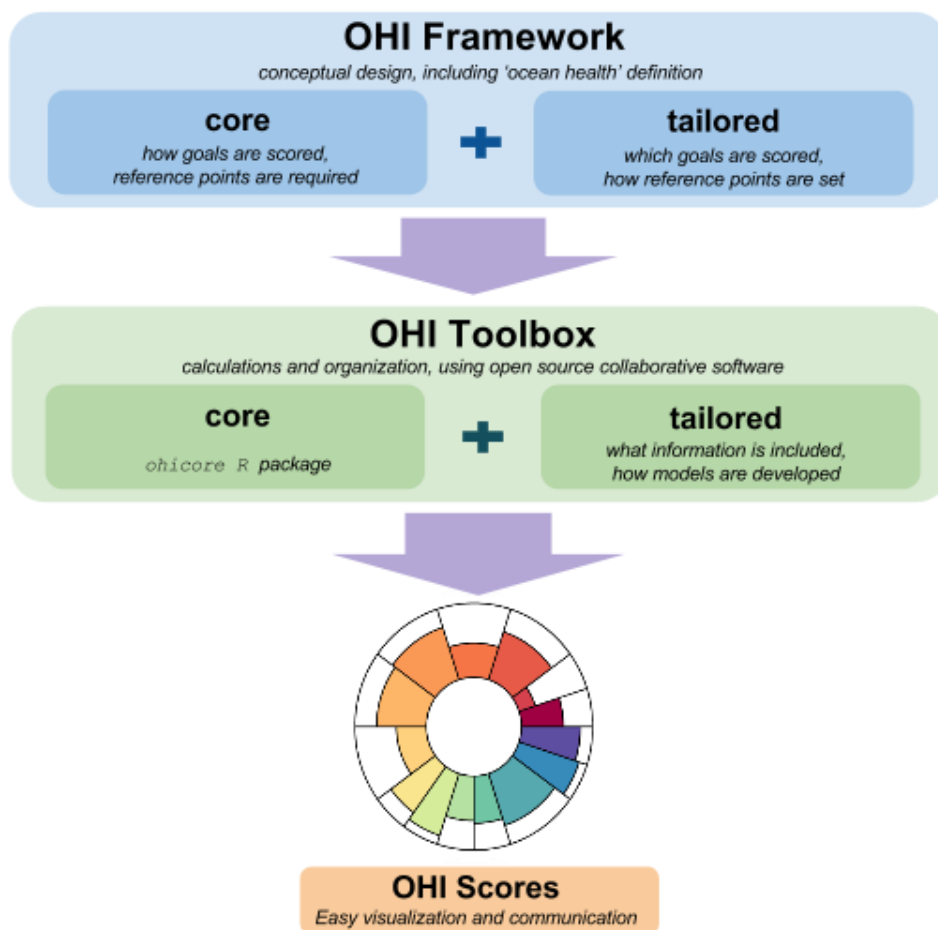 OHI Framework
conceptual design, including ‘ocean health’ definition
core
how goals are scored,
reference points are required
tailored
which goals are scored,
how reference points are set
OHI Toolbox
calculations and organization, using open source collaborative software
core
ohicore R package
tailored
what information is included,
how models are developed
OHI Scores
Easy visualization and communication